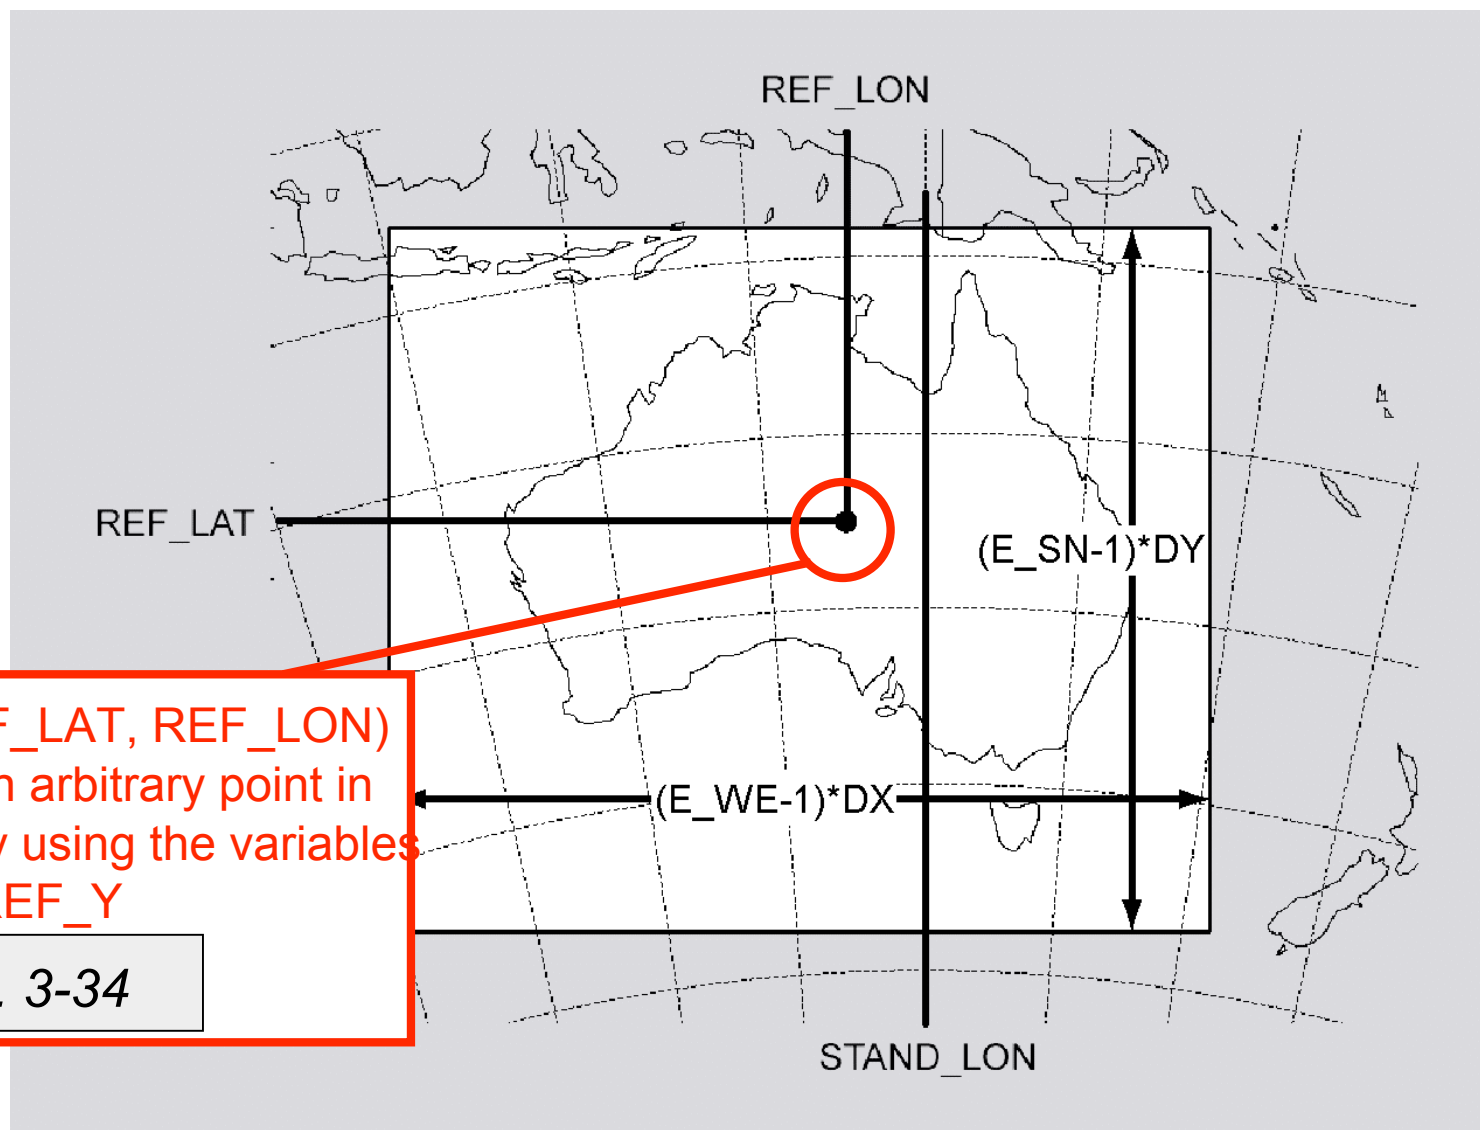 REF_LON
REF_LAT
(E_SN-1)*DY
F_LAT, REF_LON)
n arbitrary point in
y using the variables
EF_Y
(E_WE-1)*DX
. 3-34
STAND_LON